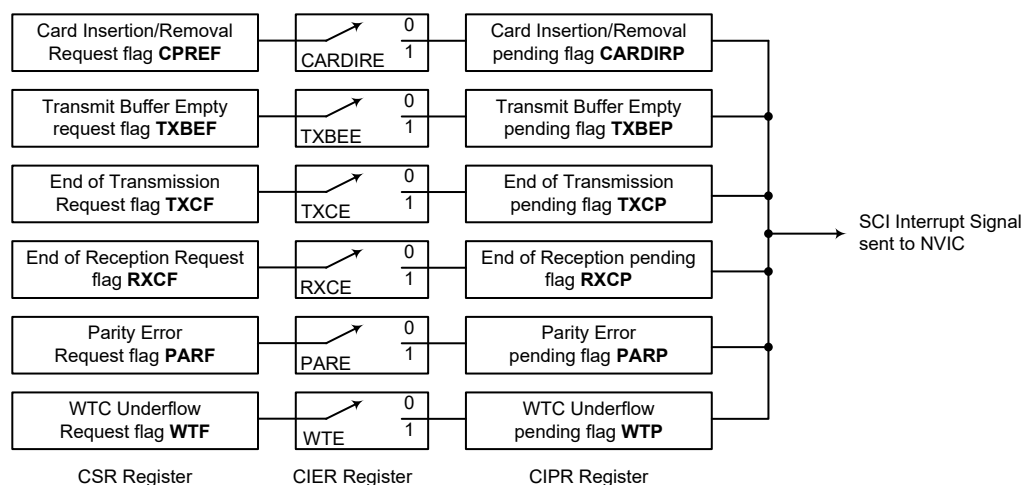 Card Insertion/Removal
Request flag CPREF
0
1
CARDIRE
Card Insertion/Removal
pending flag CARDIRP
Transmit Buffer Empty
request flag TXBEF
0
1
TXBEE
Transmit Buffer Empty
pending flag TXBEP
End of Transmission
Request flag TXCF
0
1
TXCE
End of Transmission
pending flag TXCP
SCI Interrupt Signal
sent to NVIC
End of Reception Request
flag RXCF
0
1
RXCE
End of Reception pending
flag RXCP
Parity Error
Request flag PARF
0
1
PARE
Parity Error
pending flag PARP
WTC Underflow
Request flag WTF
0
1
WTE
WTC Underflow
pending flag WTP
CSR Register
CIER Register
CIPR Register